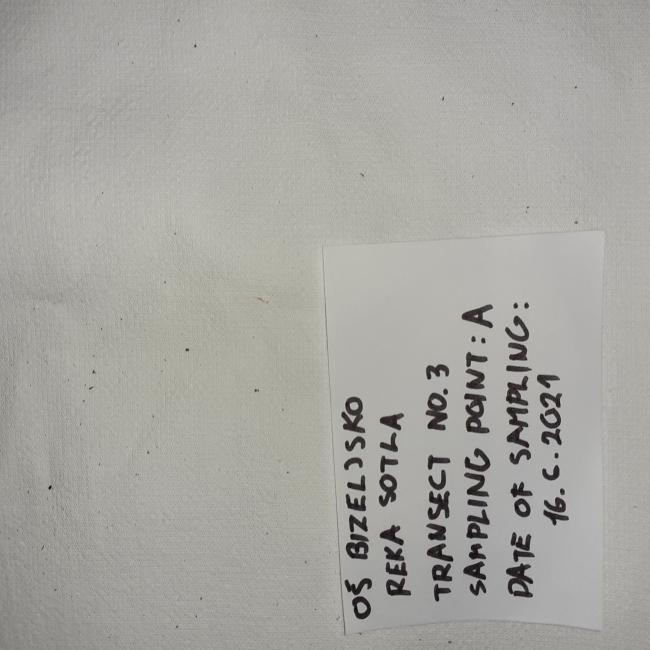 OŠ BIZELJSKO
REKA SOTLA
TRANSECT NO. 3
SAMPLING POINT: A
DATE OF SAMPLING:
16. 6. 2021